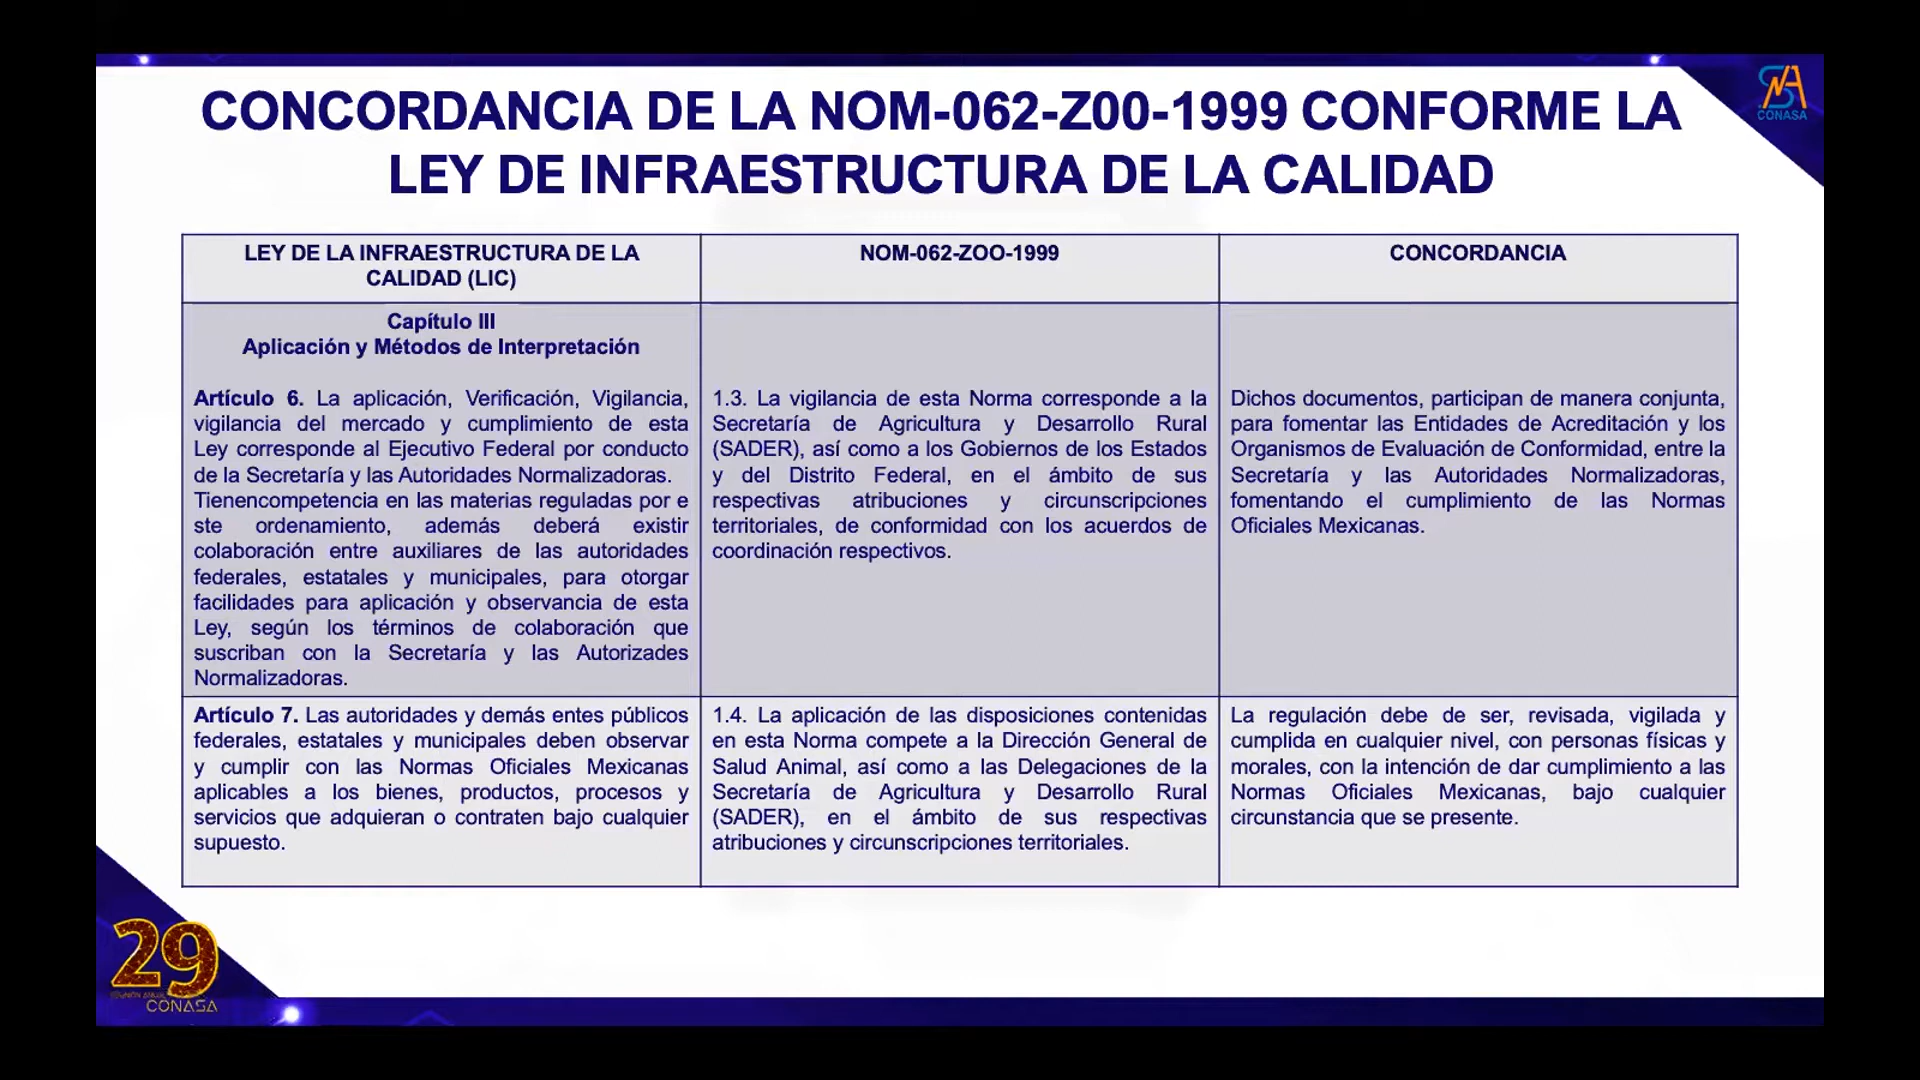 CONASA
CONCORDANCIA DE LA NOM-062-Z00-1999 CONFORME LA
LEY DE INFRAESTRUCTURA DE LA CALIDAD
LEY DE LA INFRAESTRUCTURA DE LA
CALIDAD (LIC)
NOM-062-ZOO-1999
CONCORDANCIA
Capítulo III
Aplicación y Métodos de Interpretación
Artículo 6. La aplicación, Verificación, Vigilancia,
vigilancia del mercado y cumplimiento de esta
Ley corresponde al Ejecutivo Federal por conducto
de la Secretaría y las Autoridades Normalizadoras.
Tienencompetencia en las materias reguladas por e
ste ordenamiento, además deberá existir
colaboración entre auxiliares de las autoridades
federales, estatales y municipales, para otorgar
facilidades para aplicación y observancia de esta
Ley, según los términos de colaboración que
suscriban con la Secretaría y las Autorizades
Normalizadoras.
1.3. La vigilancia de esta Norma corresponde a la
Secretaría de Agricultura y Desarrollo Rural
(SADER), así como a los Gobiernos de los Estados
y del Distrito Federal, en el ámbito de sus
respectivas atribuciones y circunscripciones
territoriales, de conformidad con los acuerdos de
coordinación respectivos.
Dichos documentos, participan de manera conjunta,
para fomentar las Entidades de Acreditación y los
Organismos de Evaluación de Conformidad, entre la
Secretaría y las Autoridades Normalizadoras,
fomentando el cumplimiento de las Normas
Oficiales Mexicanas.
Artículo 7. Las autoridades y demás entes públicos
federales, estatales y municipales deben observar
y cumplir con las Normas Oficiales Mexicanas
aplicables a los bienes, productos, procesos y
servicios que adquieran o contraten bajo cualquier
supuesto.
1.4. La aplicación de las disposiciones contenidas
en esta Norma compete a la Dirección General de
Salud Animal, así como a las Delegaciones de la
Secretaría de Agricultura y Desarrollo Rural
(SADER), en el ámbito de sus respectivas
atribuciones y circunscripciones territoriales.
La regulación debe de ser, revisada, vigilada y
cumplida en cualquier nivel, con personas físicas y
morales, con la intención de dar cumplimiento a las
Normas Oficiales Mexicanas, bajo cualquier
circunstancia que se presente.
29
REUNIÓN ANUAL
CONASA